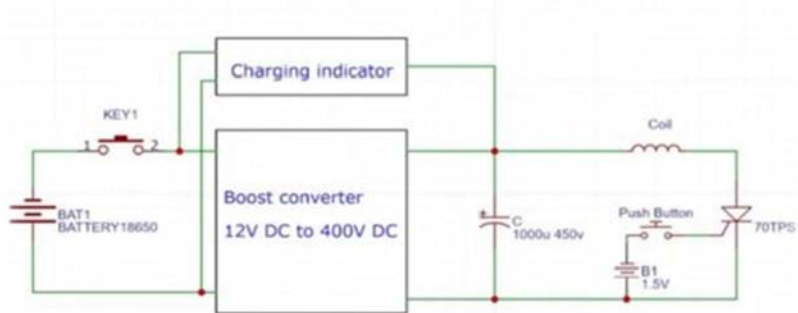 Charging indicator
KEY1
1 2
Coil
Boost converter
12V DC to 400V DC
BAT1
BATTERY18650
+
C
1000u 450v
Push Button
70TPS
B1
1.5V